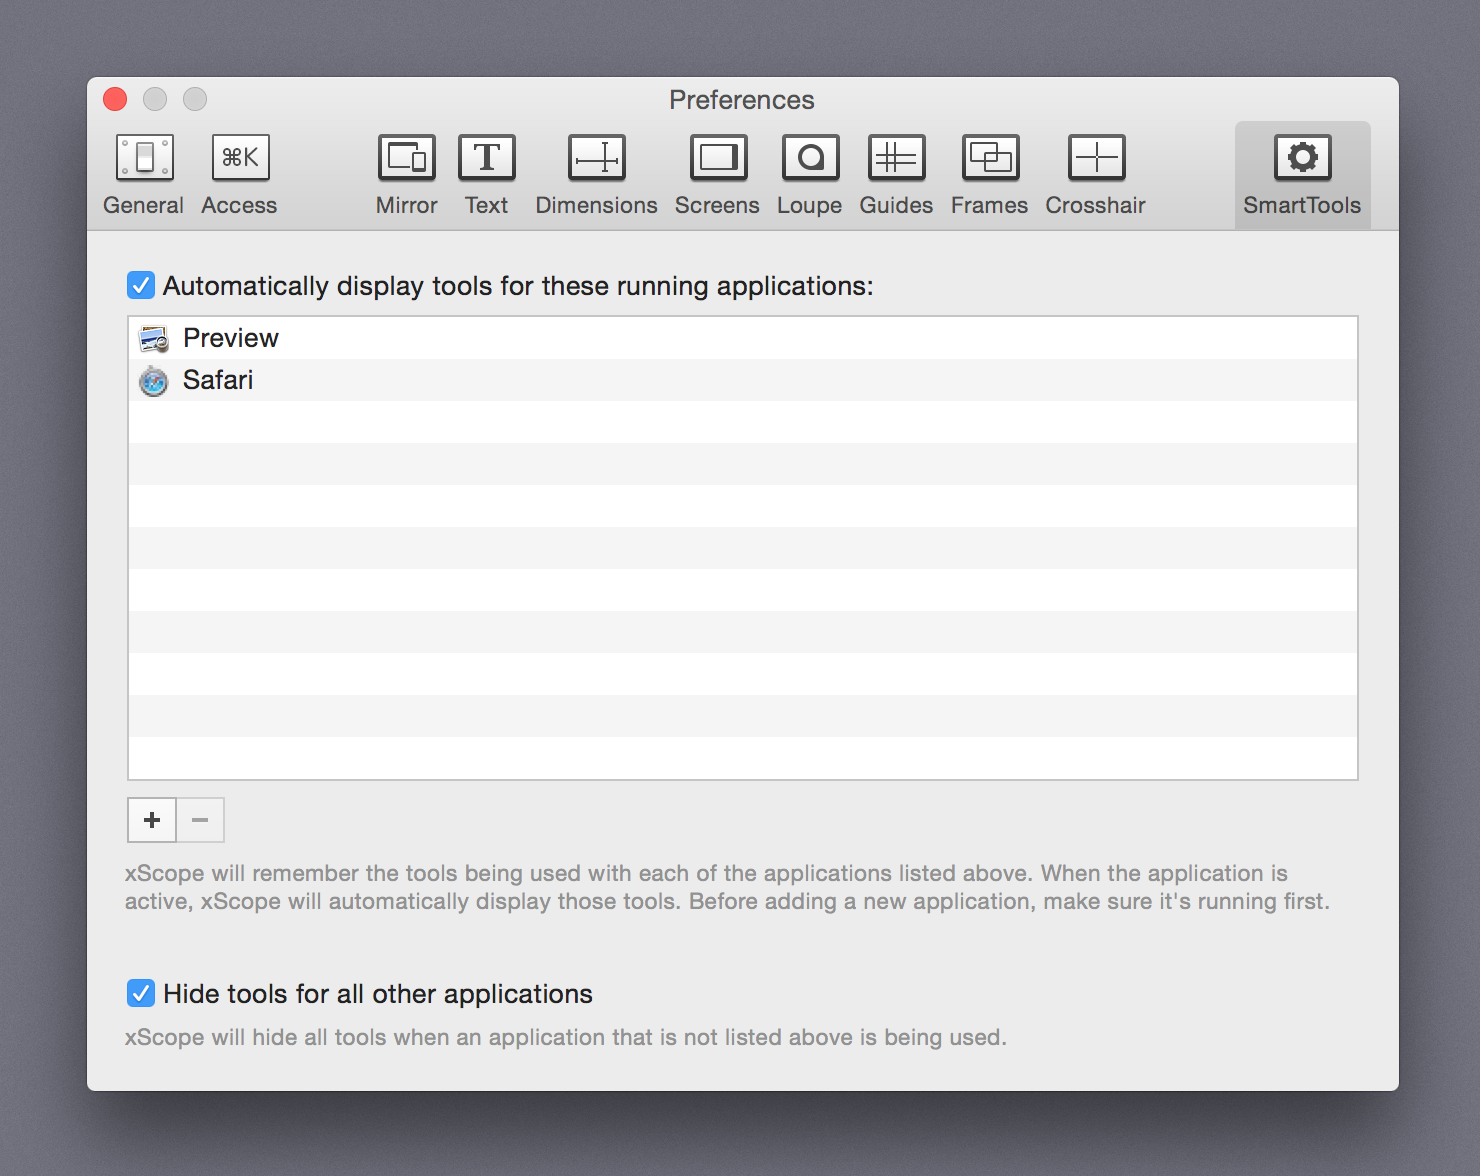 Preferences
⌘K
T
General Access Mirror Text Dimensions Screens Loupe Guides Frames Crosshair SmartTools
Automatically display tools for these running applications:
Preview
Safari
xScope will remember the tools being used with each of the applications listed above. When the application is
active, xScope will automatically display those tools. Before adding a new application, make sure it's running first.
Hide tools for all other applications
xScope will hide all tools when an application that is not listed above is being used.